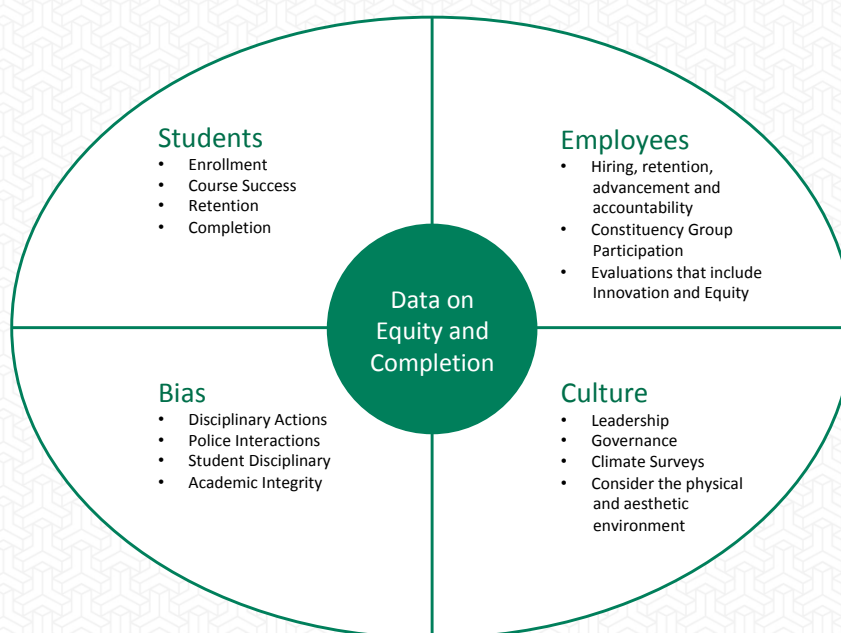 Students
• Enrollment
• Course Success
• Retention
• Completion
Employees
• Hiring, retention,
advancement and
accountability
• Constituency Group
Participation
• Evaluations that include
Innovation and Equity
Data on
Equity and
Completion
Bias
• Disciplinary Actions
• Police Interactions
• Student Disciplinary
• Academic Integrity
Culture
• Leadership
• Governance
• Climate Surveys
• Consider the physical
and aesthetic
environment